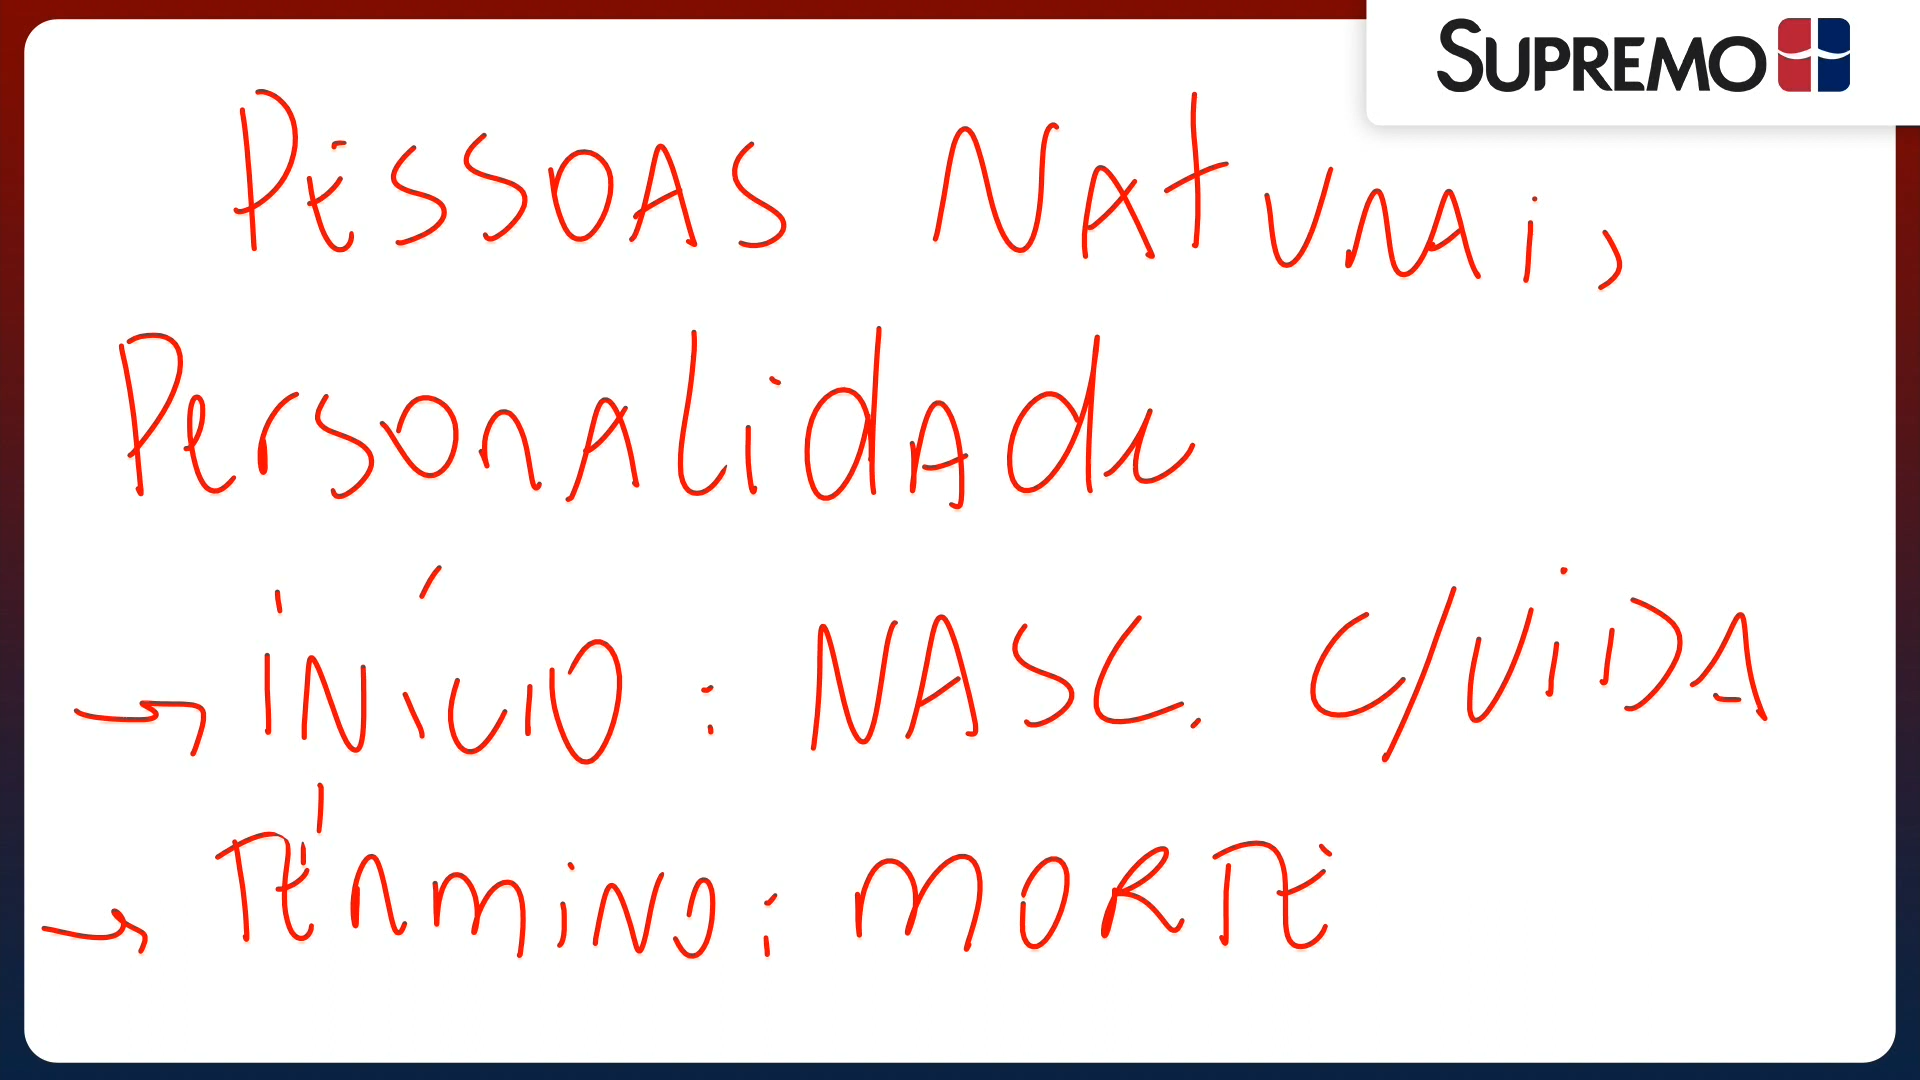 SUPREMO
PESSOAS NATURAIS
PersonALidAde
→ INÍCIO: NASC. C/VIDA
→ TÉRMINO: MORTE